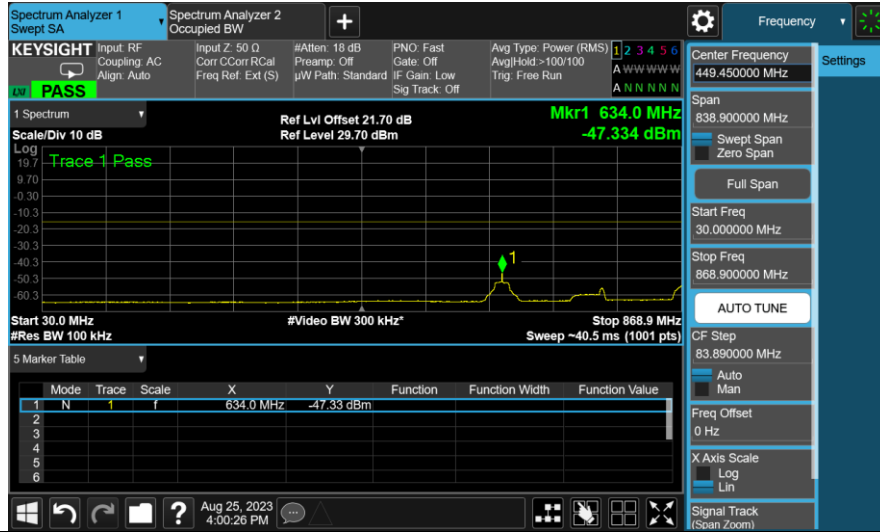 Spectrum Analyzer 1
Swept SA
Spectrum Analyzer 2
Occupied BW
+
Frequency
KEYSIGHT
LXI
PASS
Input: RF
Coupling: AC
Align: Auto
Input Z: 50 Ω
Corr CCorr RCal
Freq Ref: Ext (S)
#Atten: 18 dB
Preamp: Off
µW Path: Standard
PNO: Fast
Gate: Off
IF Gain: Low
Sig Track: Off
Avg Type: Power (RMS)
Avg|Hold:>100/100
Trig: Free Run
1 2 3 4 5 6
A W W W W W
A N N N N N
1 Spectrum
Scale/Div 10 dB
Ref Lvl Offset 21.70 dB
Ref Level 29.70 dBm
Mkr1 634.0 MHz
-47.334 dBm
Log
Trace 1 Pass
19.7
9.70
-0.30
-10.3
-20.3
-30.3
-40.3
-50.3
-60.3
1
Start 30.0 MHz
#Res BW 100 kHz
#Video BW 300 kHz*
Stop 868.9 MHz
Sweep ~40.5 ms (1001 pts)
5 Marker Table
Mode Trace Scale X Y Function Function Width Function Value
1 N 1 f 634.0 MHz -47.33 dBm
2
3
4
5
6
Aug 25, 2023
4:00:26 PM
?
Center Frequency
449.450000 MHz
Span
838.900000 MHz
Swept Span
Zero Span
Full Span
Start Freq
30.000000 MHz
Stop Freq
868.900000 MHz
AUTO TUNE
CF Step
83.890000 MHz
Auto
Man
Freq Offset
0 Hz
X Axis Scale
Log
Lin
Signal Track
(Span Zoom)
Settings